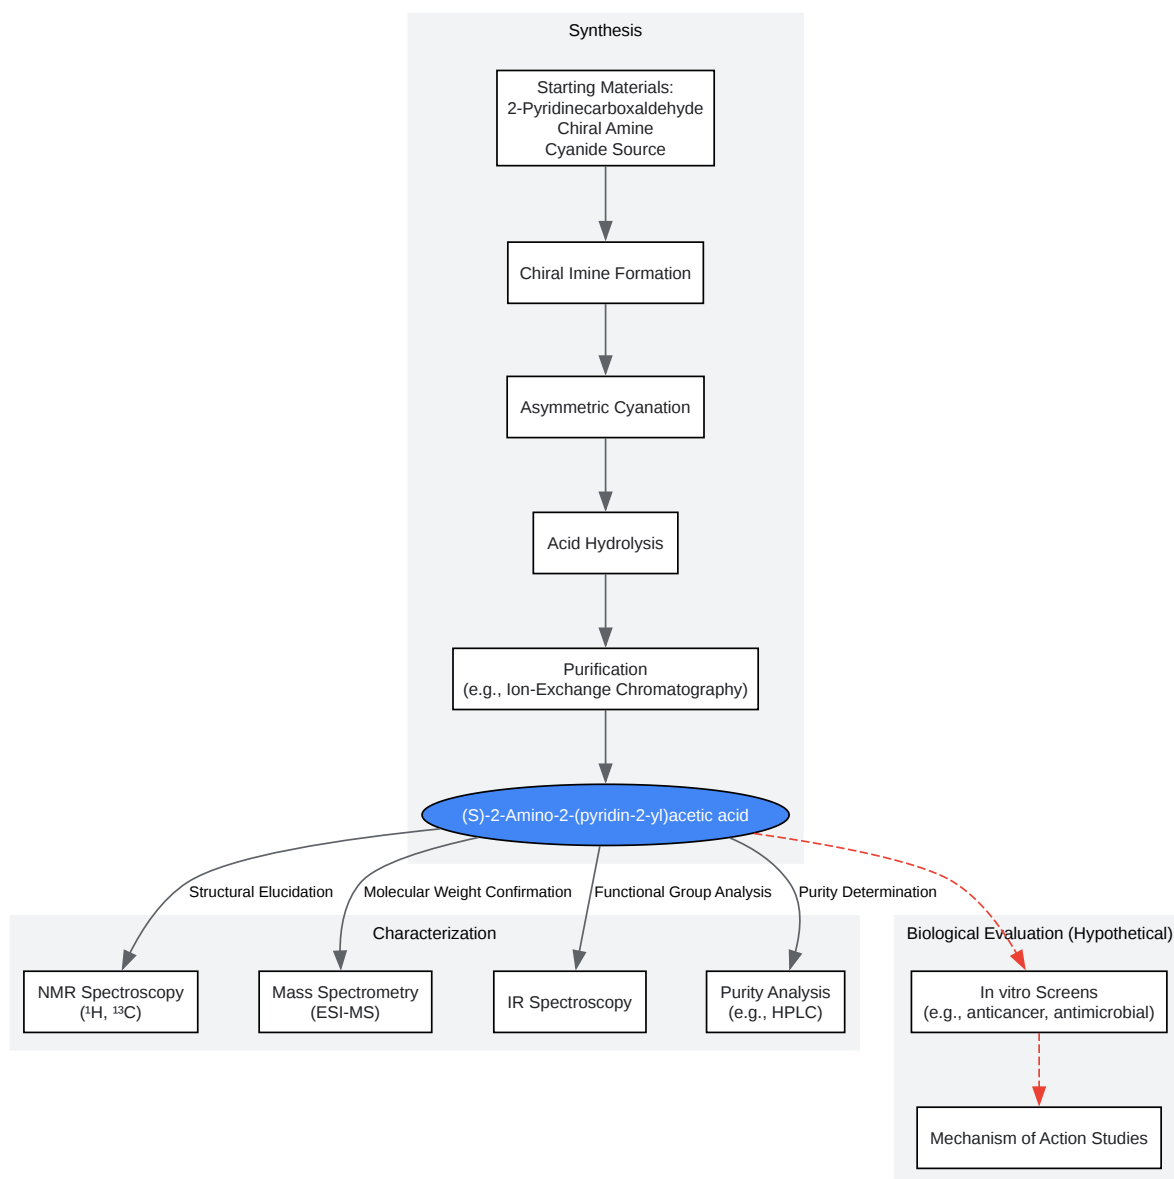 Synthesis
Starting Materials:
2-Pyridinecarboxaldehyde
Chiral Amine
Cyanide Source
Chiral Imine Formation
Asymmetric Cyanation
Acid Hydrolysis
Purification
(e.g., Ion-Exchange Chromatography)
(S)-2-Amino-2-(pyridin-2-yl)acetic acid
Structural Elucidation
Molecular Weight Confirmation
Functional Group Analysis
Purity Determination
Characterization
NMR Spectroscopy
(¹H, ¹³C)
Mass Spectrometry
(ESI-MS)
IR Spectroscopy
Purity Analysis
(e.g., HPLC)
Biological Evaluation (Hypothetical)
In vitro Screens
(e.g., anticancer, antimicrobial)
Mechanism of Action Studies